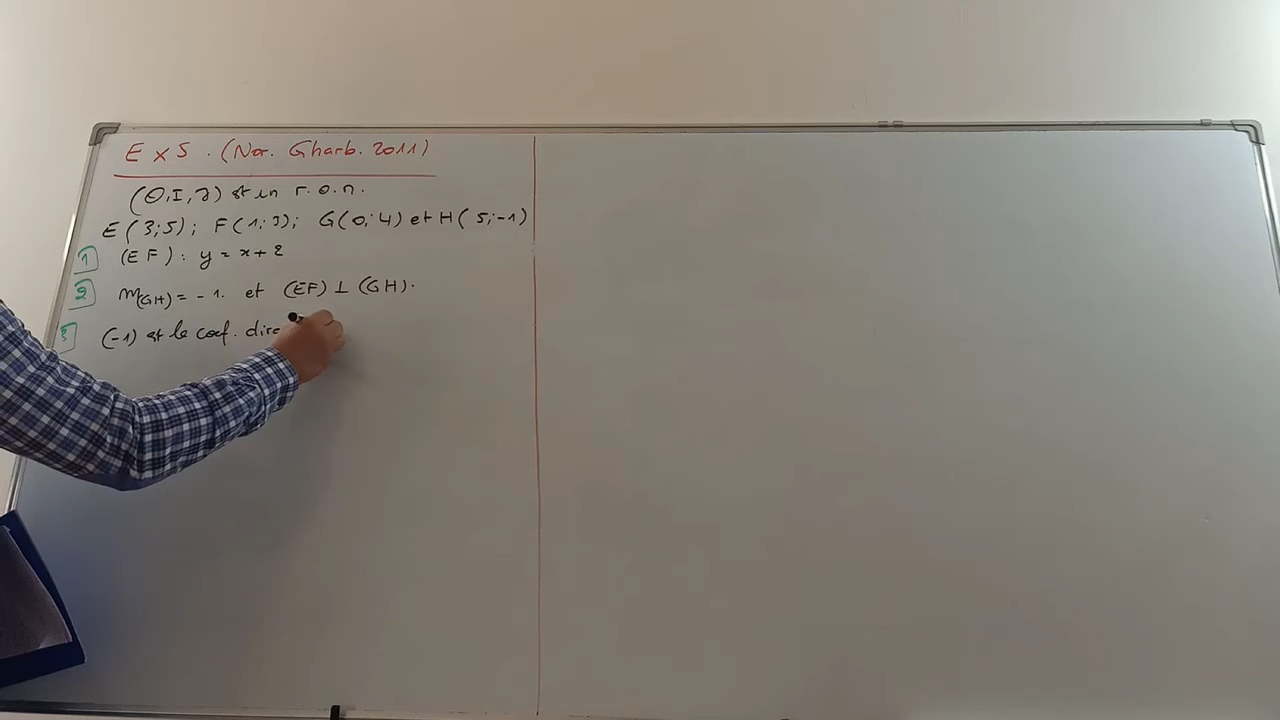 Ex 5 . (Nor. Gharb. 2011)
(O,I,J) est un r. o. n.
E(3;5); F(1;3); G(0;4) et H(5;-1)
1 (EF): y = x + 2
2 m(GH) = -1. et (EF) ⊥ (GH).
3 (-1) est le coef. dire